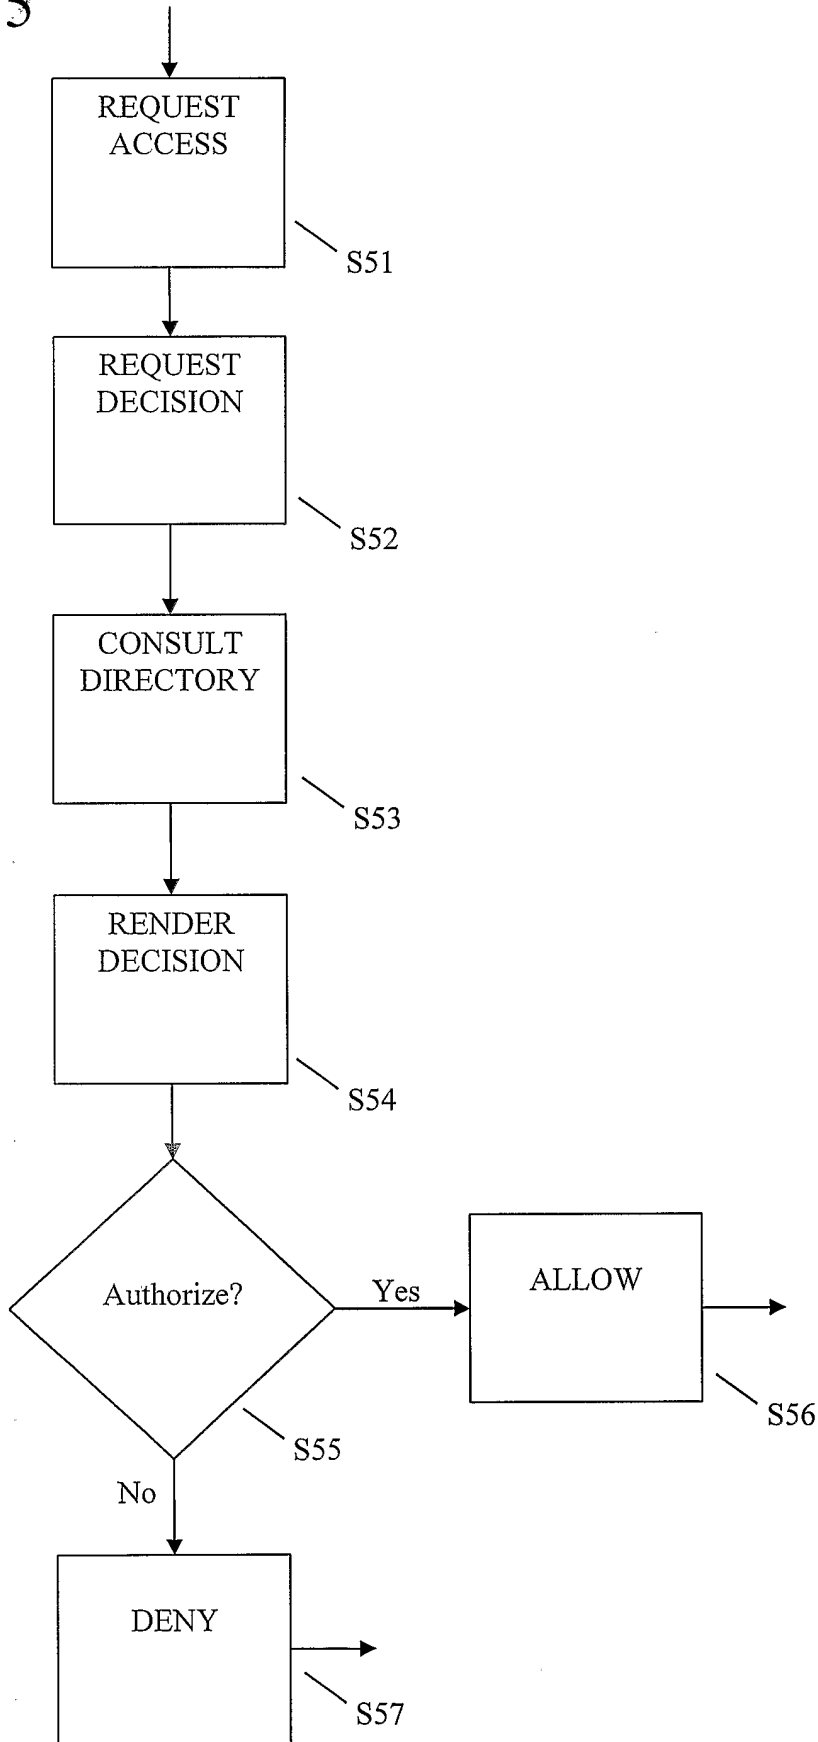 5
REQUEST
ACCESS
S51
REQUEST
DECISION
S52
CONSULT
DIRECTORY
S53
RENDER
DECISION
S54
Authorize?
Yes
ALLOW
S56
S55
No
DENY
S57